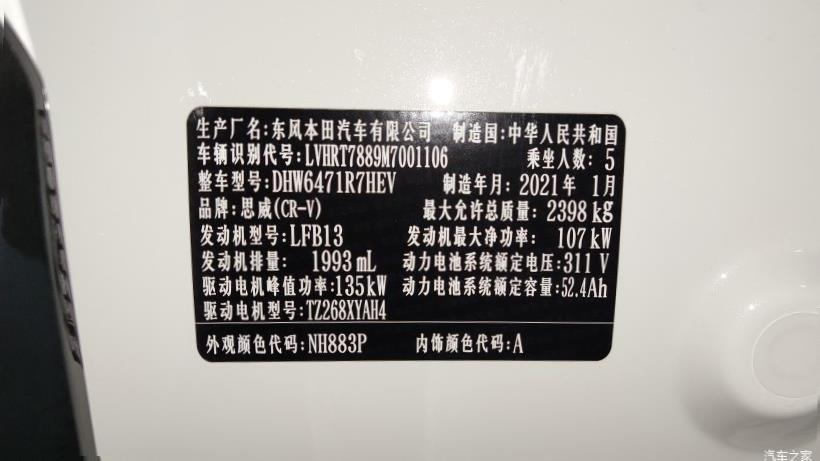 生产厂名:东风本田汽车有限公司 制造国:中华人民共和国
车辆识别代号:LVHRT7889M7001106 乘坐人数: 5
整车型号:DHW6471R7HEV 制造年月: 2021年 1月
品牌:思威(CR-V) 最大允许总质量: 2398 kg
发动机型号:LFB13 发动机最大净功率: 107 kW
发动机排量: 1993 mL 动力电池系统额定电压:311 V
驱动电机峰值功率:135kW 动力电池系统额定容量:52.4Ah
驱动电机型号:TZ268XYAH4
外观颜色代码:NH883P 内饰颜色代码:A
汽车之家